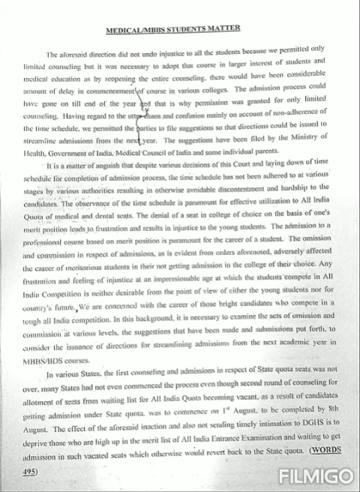 MEDICAL/MBBS STUDENTS MATTER
The aforesaid direction did not undo injustice to all the students because we permitted only
limited counseling but it was necessary to adopt this course in larger interest of students and
medical education as by reopening the entire counseling, there would have been considerable
amount of delay in commencement of course in various colleges. The admission process could
have gone on till end of the year and that is why permission was granted for only limited
counseling. Having regard to the utter chaos and confusion mainly on account of non-adherence of
the time schedule, we permitted the parties to file suggestions so that directions could be issued to
streamline admissions from the next year. The suggestions have been filed by the Ministry of
Health, Government of India, Medical Council of India and some individual parents.
It is a matter of anguish that despite various decisions of this Court and laying down of time
schedule for completion of admission process, the time schedule has not been adhered to at various
stages by various authorities resulting in otherwise avoidable discontentment and hardship to the
candidates. The observance of the time schedule is paramount for effective utilization to All India
Quota of medical and dental seats. The denial of a seat in college of choice on the basis of one's
merit position leads to frustration and results in injustice to the young students. The admission to a
professional course based on merit position is paramount for the career of a student. The omission
and commission in respect of admissions, as is evident from orders aforenoted, adversely affected
the career of meritorious students in their not getting admission in the college of their choice. Any
frustration and feeling of injustice at an impressionable age at which the students compete in All
India Competition is neither desirable from the point of view of either the young students nor for
country's future. We are concerned with the career of those bright candidates who compete in a
tough all India competition. In this background, it is necessary to examine the acts of omission and
commission at various levels, the suggestions that have been made and submissions put forth, to
consider the issuance of directions for streamlining admissions from the next academic year in
MBBS/BDS courses.
In various States, the first counseling and admissions in respect of State quota seats was not
over, many States had not even commenced the process even though second round of counseling for
allotment of seats from waiting list for All India Quota becoming vacant, as a result of candidates
getting admission under State quota, was to commence on 1st August, to be completed by 8th
August. The effect of the aforesaid inaction and also not sending timely intimation to DGHS is to
deprive those who are high up in the merit list of All India Entrance Examination and waiting to get
admission in such vacated seats which otherwise would revert back to the State quota. (WORDS
495)
FILMIGO